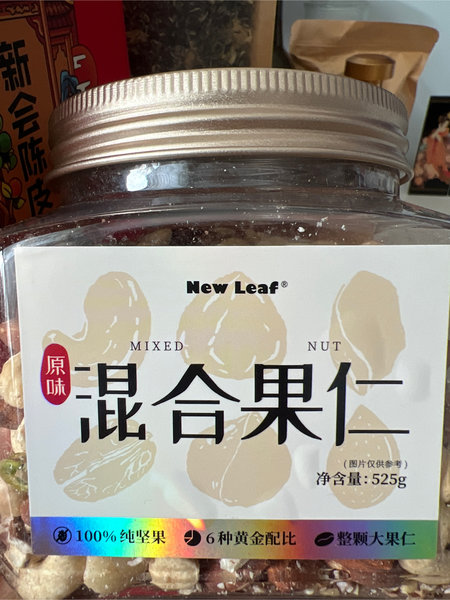 新会陈皮
New Leaf®
MIXED NUT
原味
混合果仁
(图片仅供参考)
净含量:525g
100%纯坚果 6种黄金配比 整颗大果仁